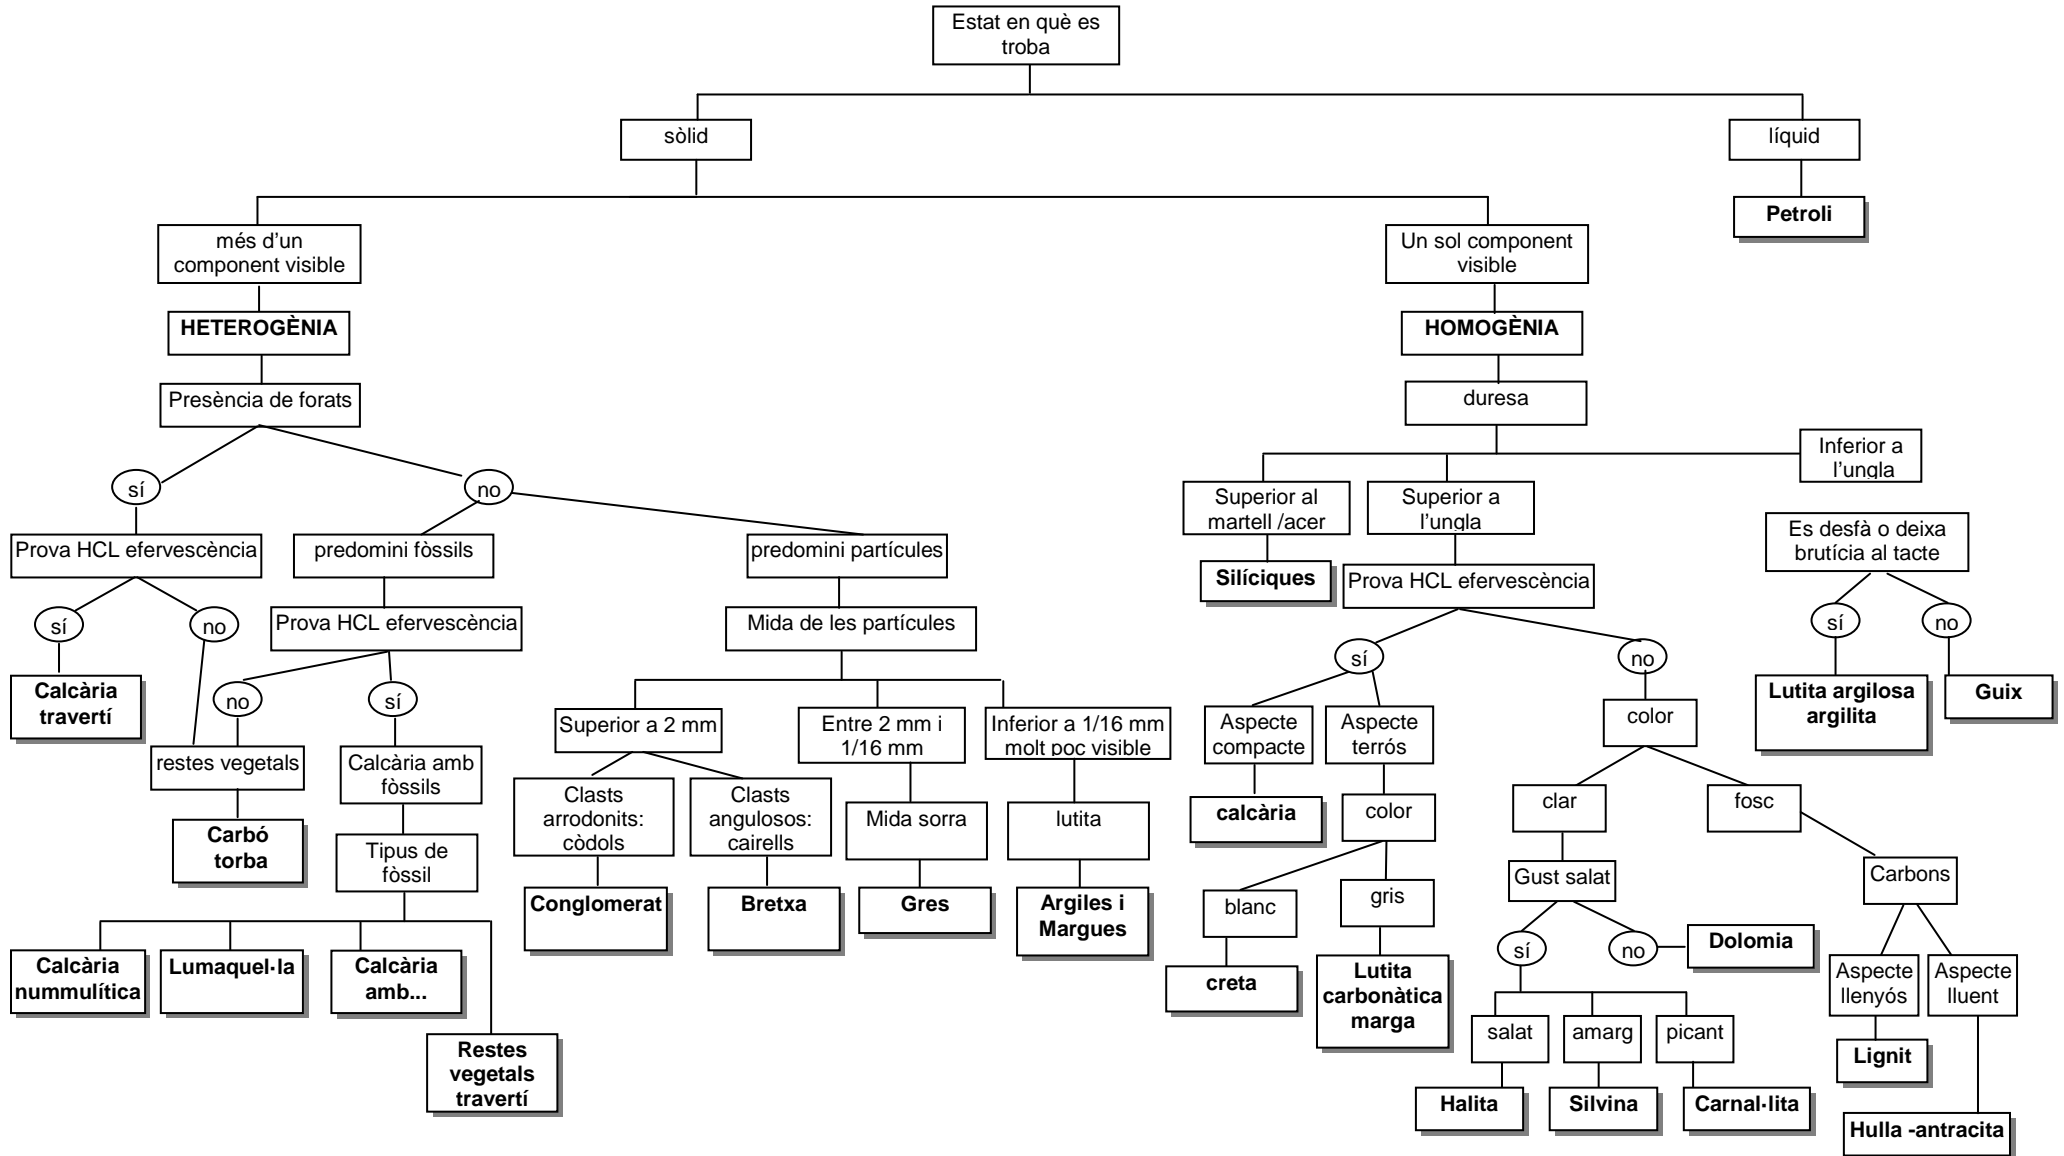 Estat en què es
troba
sòlid
líquid
Petroli
més d’un
component visible
Un sol component
visible
HETEROGÈNIA
HOMOGÈNIA
Presència de forats
duresa
sí
no
Superior al
martell /acer
Superior a
l’ungla
Inferior a
l’ungla
Prova HCL efervescència
predomini fòssils
predomini partícules
Silíciques
Prova HCL efervescència
Es desfà o deixa
brutícia al tacte
sí
no
Prova HCL efervescència
Mida de les partícules
sí
no
sí
no
Calcària
travertí
no
sí
Superior a 2 mm
Entre 2 mm i
1/16 mm
Inferior a 1/16 mm
molt poc visible
Aspecte
compacte
Aspecte
terrós
color
Lutita argilosa
argilita
Guix
restes vegetals
Calcària amb
fòssils
Clasts
arrodonits:
còdols
Clasts
angulosos:
cairells
Mida sorra
lutita
calcària
color
clar
fosc
Carbó
torba
Tipus de
fòssil
Conglomerat
Bretxa
Gres
Argiles i
Margues
blanc
gris
Gust salat
Carbons
Calcària
nummulítica
Lumaquel·la
Calcària
amb...
Restes
vegetals
travertí
creta
Lutita
carbonàtica
marga
sí
no
Dolomia
Aspecte
llenyós
Aspecte
lluent
salat
amarg
picant
Lignit
Halita
Silvina
Carnal·lita
Hulla -antracita